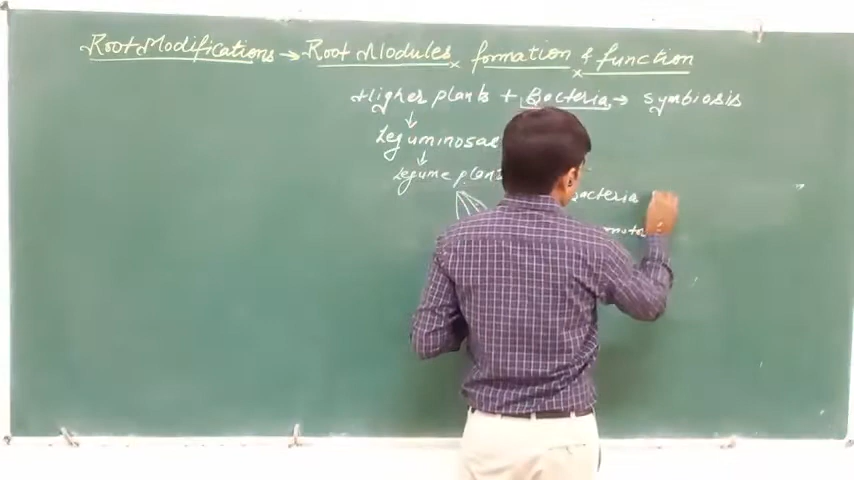 Root Modifications → Root Nodules formation & function
Higher plants + Bacteria → symbiosis
↓
Leguminosae
↓
Legume plants
Bacteria